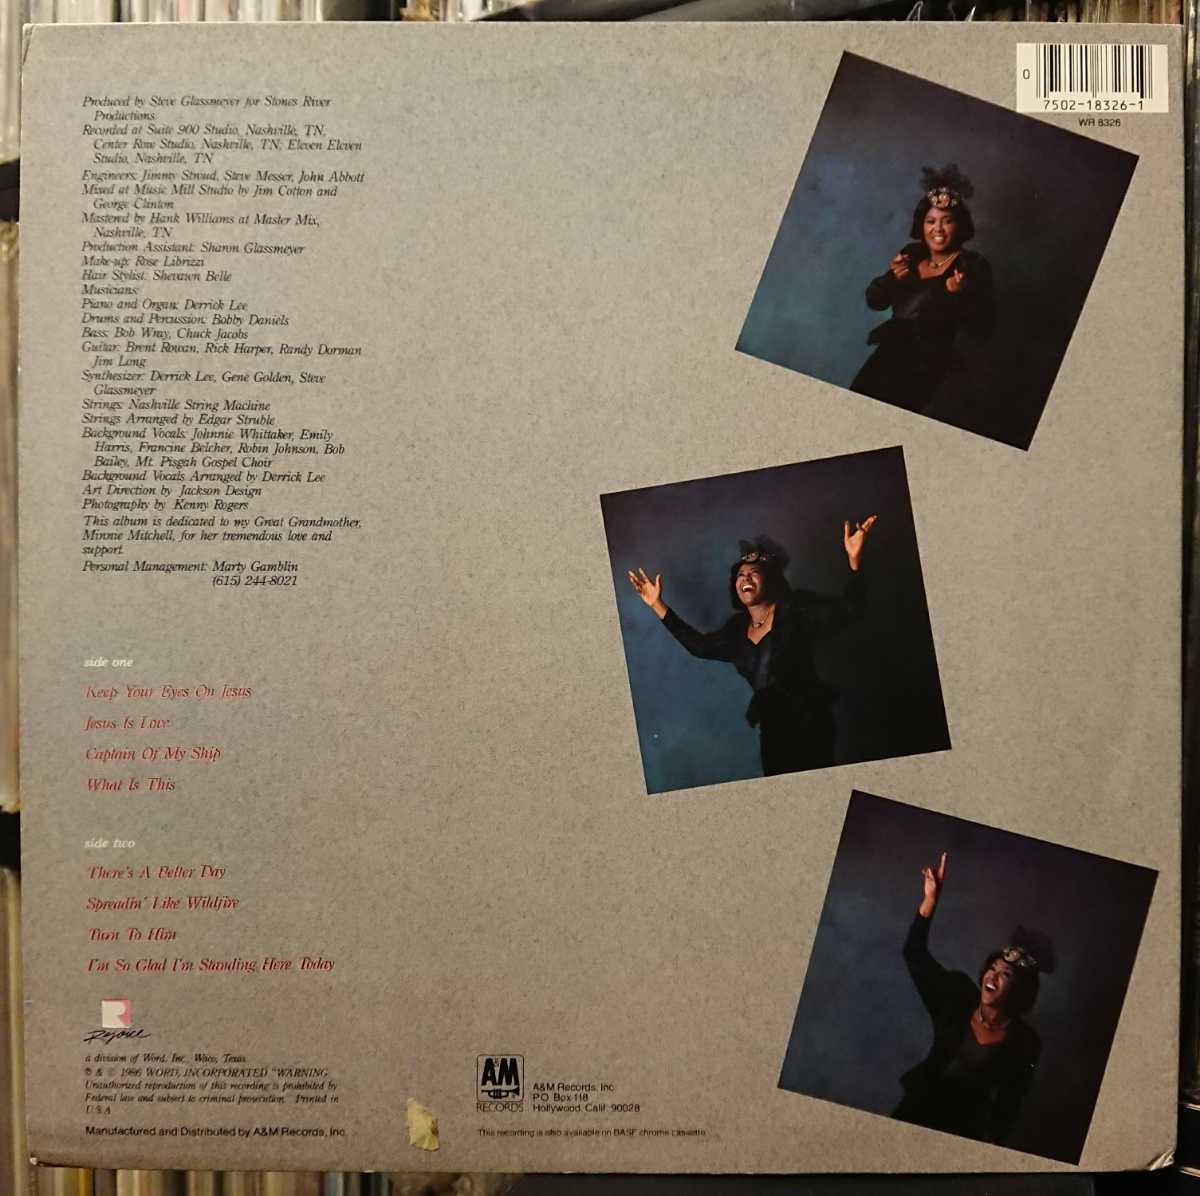 Produced by Steve Glassmeyer for Stones River
Productions
Recorded at Suite 900 Studio, Nashville, TN,
Center Row Studio, Nashville, TN; Eleven Eleven
Studio, Nashville, TN
Engineers: Jimmy Stroud, Steve Messer, John Abbott
Mixed at Music Mill Studio by Jim Cotton and
George Clinton
Mastered by Hank Williams at Master Mix,
Nashville, TN
Production Assistant: Sharon Glassmeyer
Make-up: Rose Librizzi
Hair Stylist: Shevawn Belle
Musicians:
Piano and Organ: Derrick Lee
Drums and Percussion: Bobby Daniels
Bass: Bob Wray, Chuck Jacobs
Guitar: Brent Rowan, Rick Harper, Randy Dorman
Jim Long
Synthesizer: Derrick Lee, Gene Golden, Steve
Glassmeyer
Strings: Nashville String Machine
Strings Arranged by Edgar Struble
Background Vocals: Johnnie Whittaker, Emily
Harris, Francine Belcher, Robin Johnson, Bob
Bailey, Mt. Pisgah Gospel Choir
Background Vocals Arranged by Derrick Lee
Art Direction by Jackson Design
Photography by Kenny Rogers
This album is dedicated to my Great Grandmother,
Minnie Mitchell, for her tremendous love and
support.
Personal Management: Marty Gamblin
(615) 244-8021
side one
Keep Your Eyes On Jesus
Jesus Is Love
Captain Of My Ship
What Is This
side two
There's A Better Day
Spreadin' Like Wildfire
Turn To Him
I'm So Glad I'm Standing Here Today
R
Rejoice
a division of Word, Inc., Waco, Texas
℗ & © 1986 WORD, INCORPORATED "WARNING
Unauthorized reproduction of this recording is prohibited by
Federal law and subject to criminal prosecution." Printed in
U.S.A.
Manufactured and Distributed by A&M Records, Inc.
A&M
RECORDS
A&M Records, Inc.
P.O. Box 118
Hollywood, Calif. 90028
This recording is also available on BASF chrome cassette
0
7502-18326-1
WR 8326